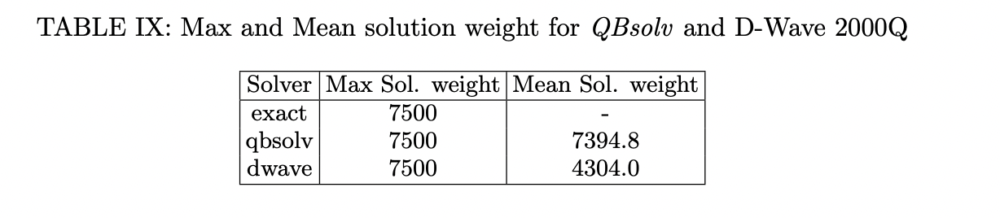 TABLE IX: Max and Mean solution weight for QBsolv and D-Wave 2000Q
Solver Max Sol. weight Mean Sol. weight
exact 7500 -
qbsolv 7500 7394.8
dwave 7500 4304.0